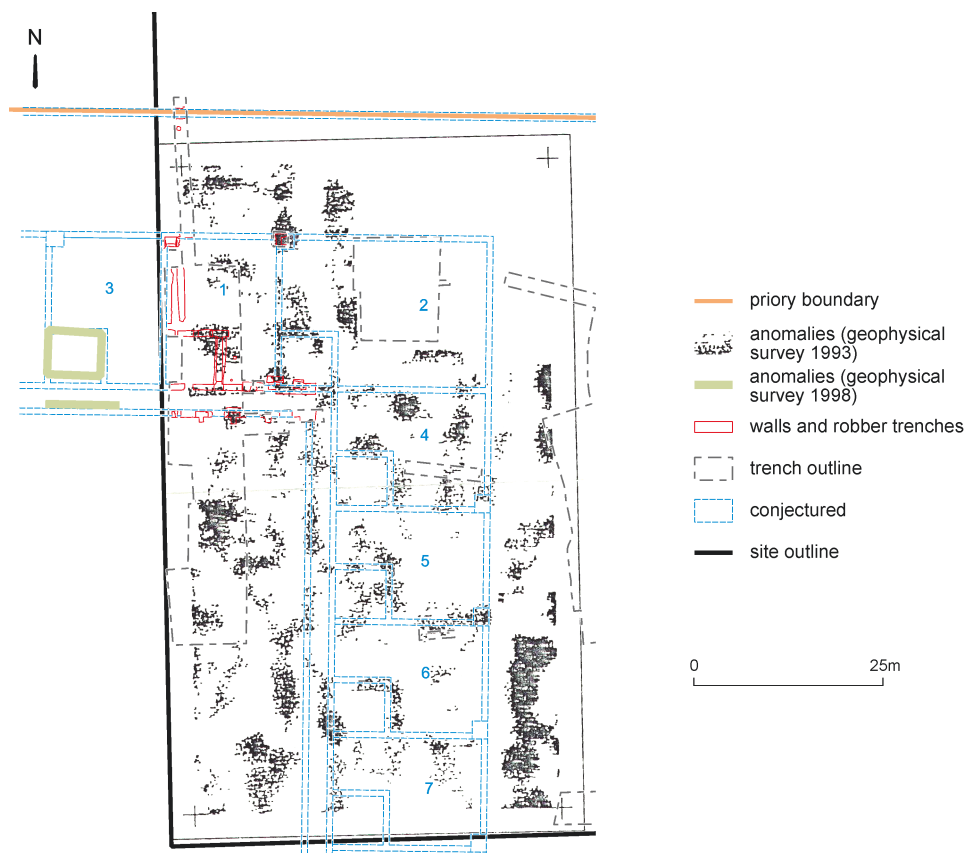 N
3
1
2
4
5
6
7
priory boundary
anomalies (geophysical
survey 1993)
anomalies (geophysical
survey 1998)
walls and robber trenches
trench outline
conjectured
site outline
0 25m